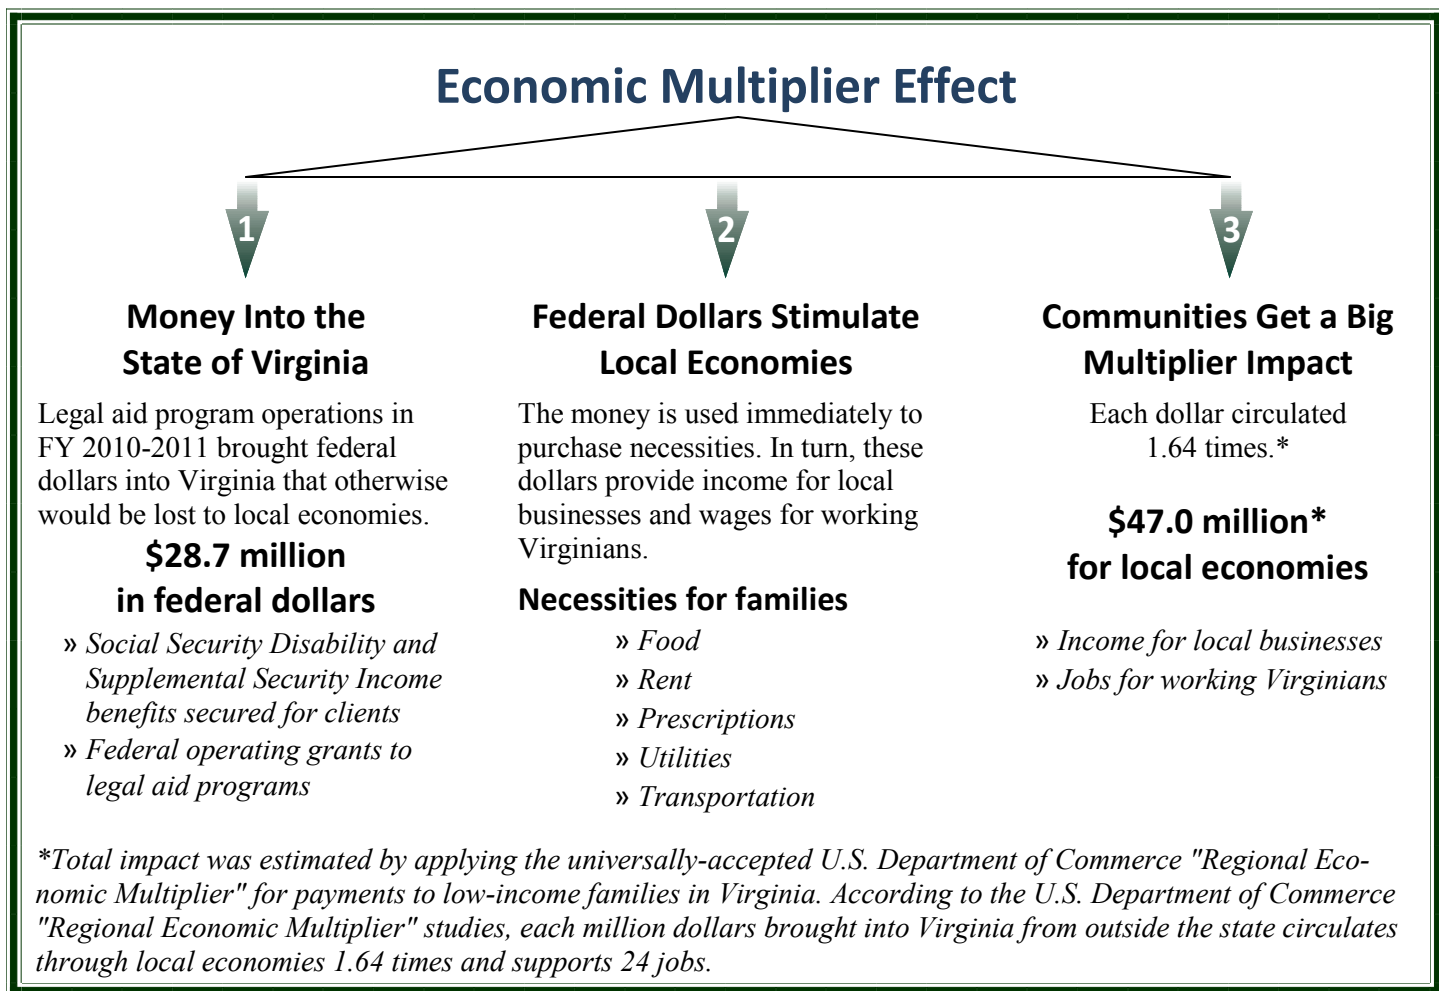 Economic Multiplier Effect
1
Money Into the
State of Virginia
Legal aid program operations in
FY 2010-2011 brought federal
dollars into Virginia that otherwise
would be lost to local economies.
$28.7 million
in federal dollars
» Social Security Disability and
Supplemental Security Income
benefits secured for clients
» Federal operating grants to
legal aid programs
2
Federal Dollars Stimulate
Local Economies
The money is used immediately to
purchase necessities. In turn, these
dollars provide income for local
businesses and wages for working
Virginians.
Necessities for families
» Food
» Rent
» Prescriptions
» Utilities
» Transportation
3
Communities Get a Big
Multiplier Impact
Each dollar circulated
1.64 times.*
$47.0 million*
for local economies
» Income for local businesses
» Jobs for working Virginians
*Total impact was estimated by applying the universally-accepted U.S. Department of Commerce "Regional Eco-
nomic Multiplier" for payments to low-income families in Virginia. According to the U.S. Department of Commerce
"Regional Economic Multiplier" studies, each million dollars brought into Virginia from outside the state circulates
through local economies 1.64 times and supports 24 jobs.